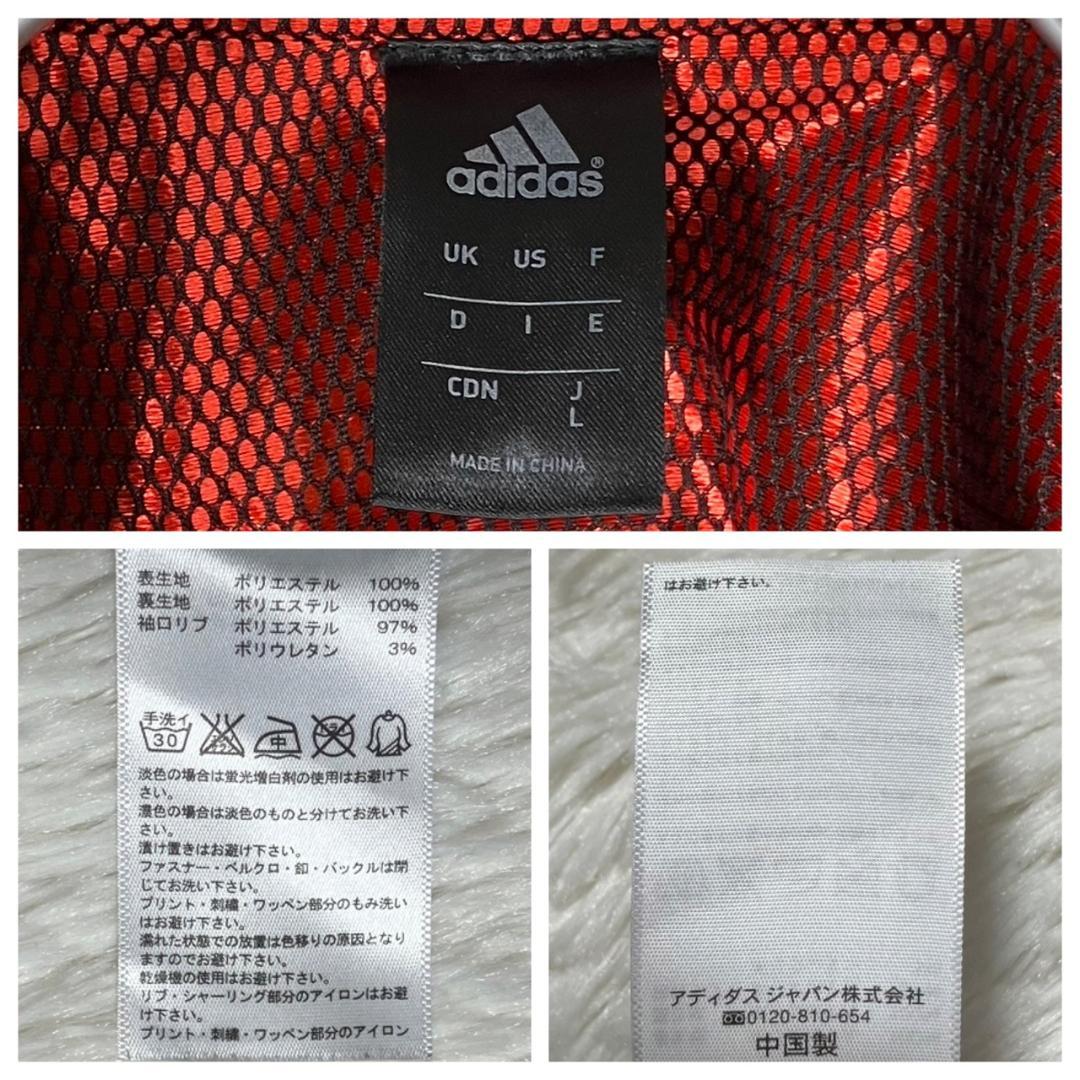 adidas®
UK US F
D I E
CDN J
L
MADE IN CHINA
表生地 ポリエステル 100%
裏生地 ポリエステル 100%
袖口リブ ポリエステル 97%
ポリウレタン 3%
手洗イ
30
中
淡色の場合は蛍光増白剤の使用はお避け下
さい。
濃色の場合は淡色のものと分けてお洗い下
さい。
漬け置きはお避け下さい。
ファスナー・ベルクロ・釦・バックルは閉
じてお洗い下さい。
プリント・刺繍・ワッペン部分のもみ洗い
はお避け下さい。
濡れた状態での放置は色移りの原因となり
ますのでお避け下さい。
乾燥機の使用はお避け下さい。
リブ・シャーリング部分のアイロンはお避
け下さい。
プリント・刺繍・ワッペン部分のアイロン
はお避け下さい。
アディダス ジャパン株式会社
0120-810-654
中国製